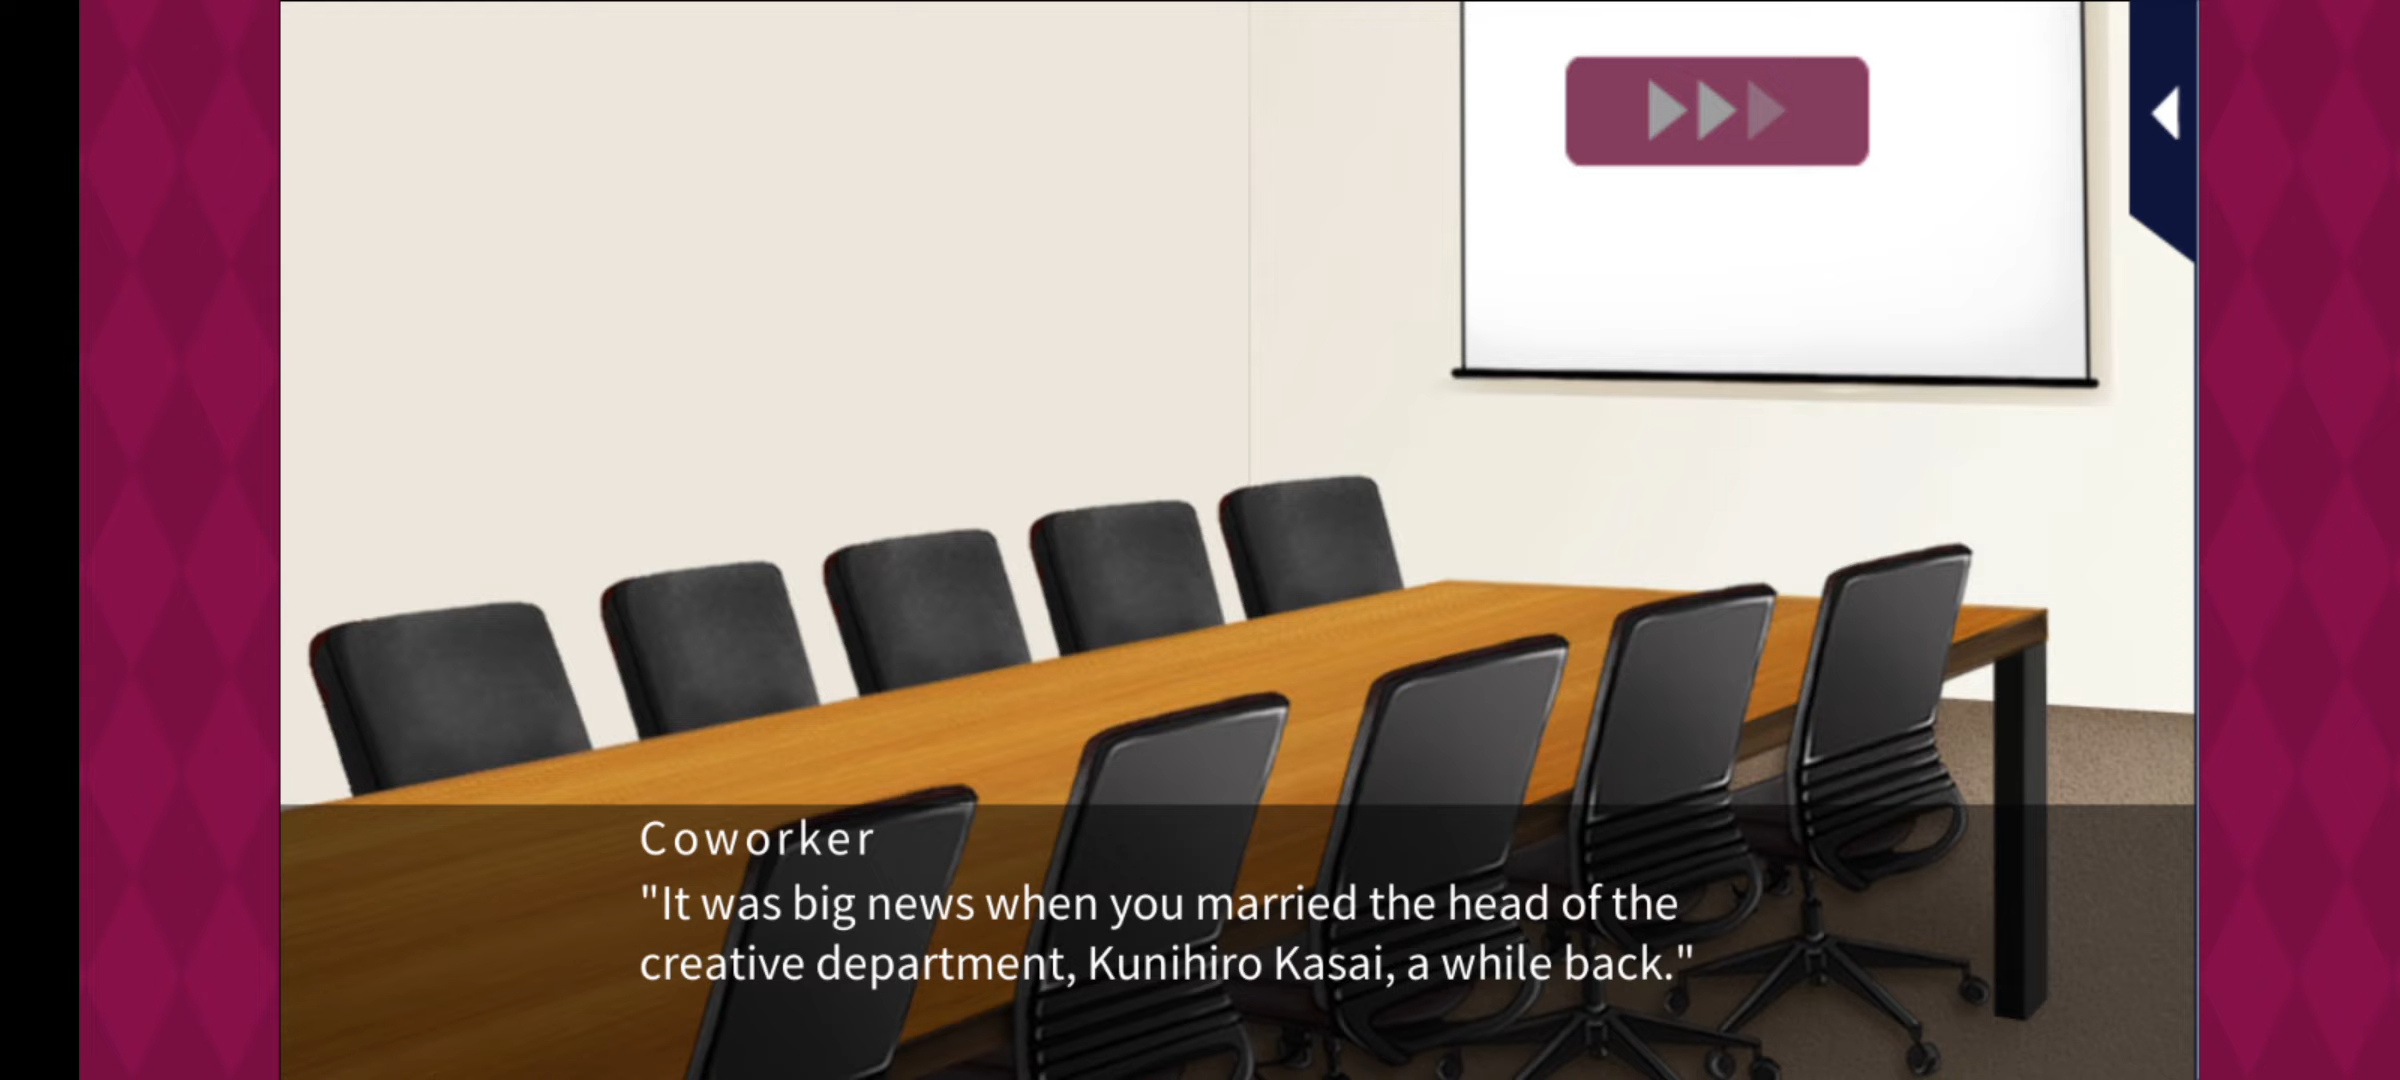 Coworker
"It was big news when you married the head of the
creative department, Kunihiro Kasai, a while back."